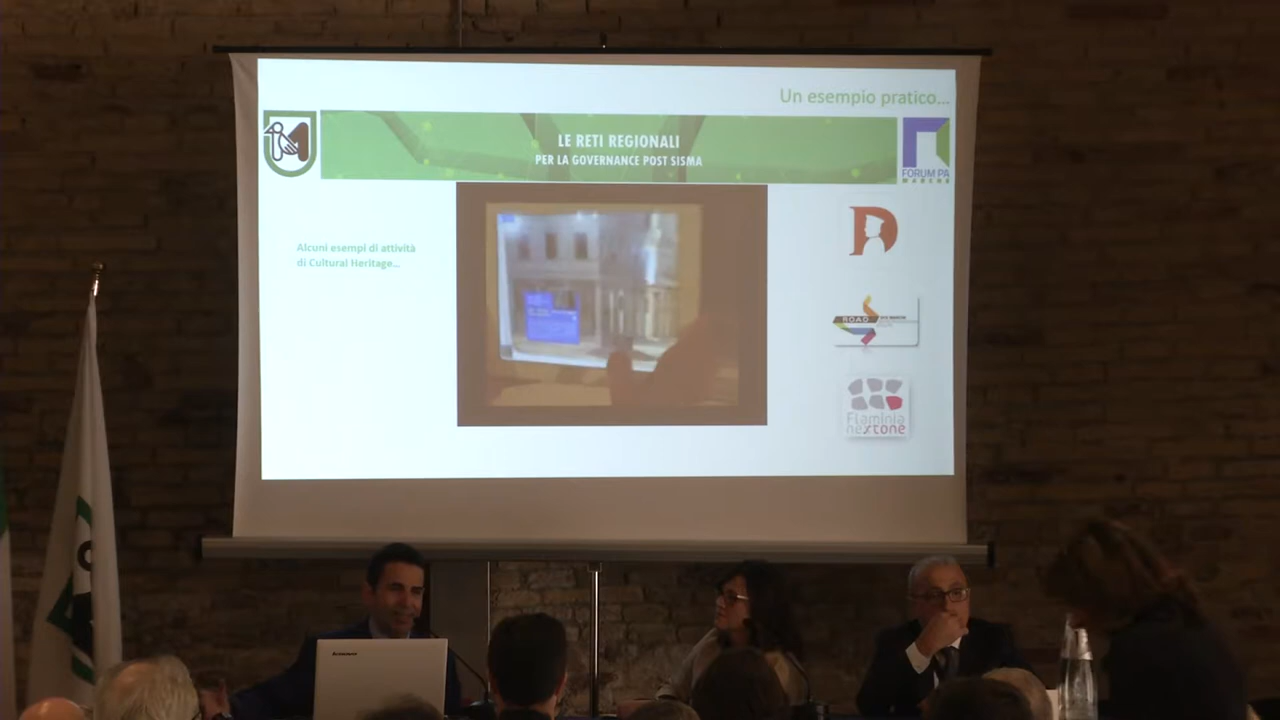 Un esempio pratico...
LE RETI REGIONALI
PER LA GOVERNANCE POST SISMA
FORUM PA
MARCHE
Alcuni esempi di attività
di Cultural Heritage...
D
ROAD
Flaminia
nextone
lenovo